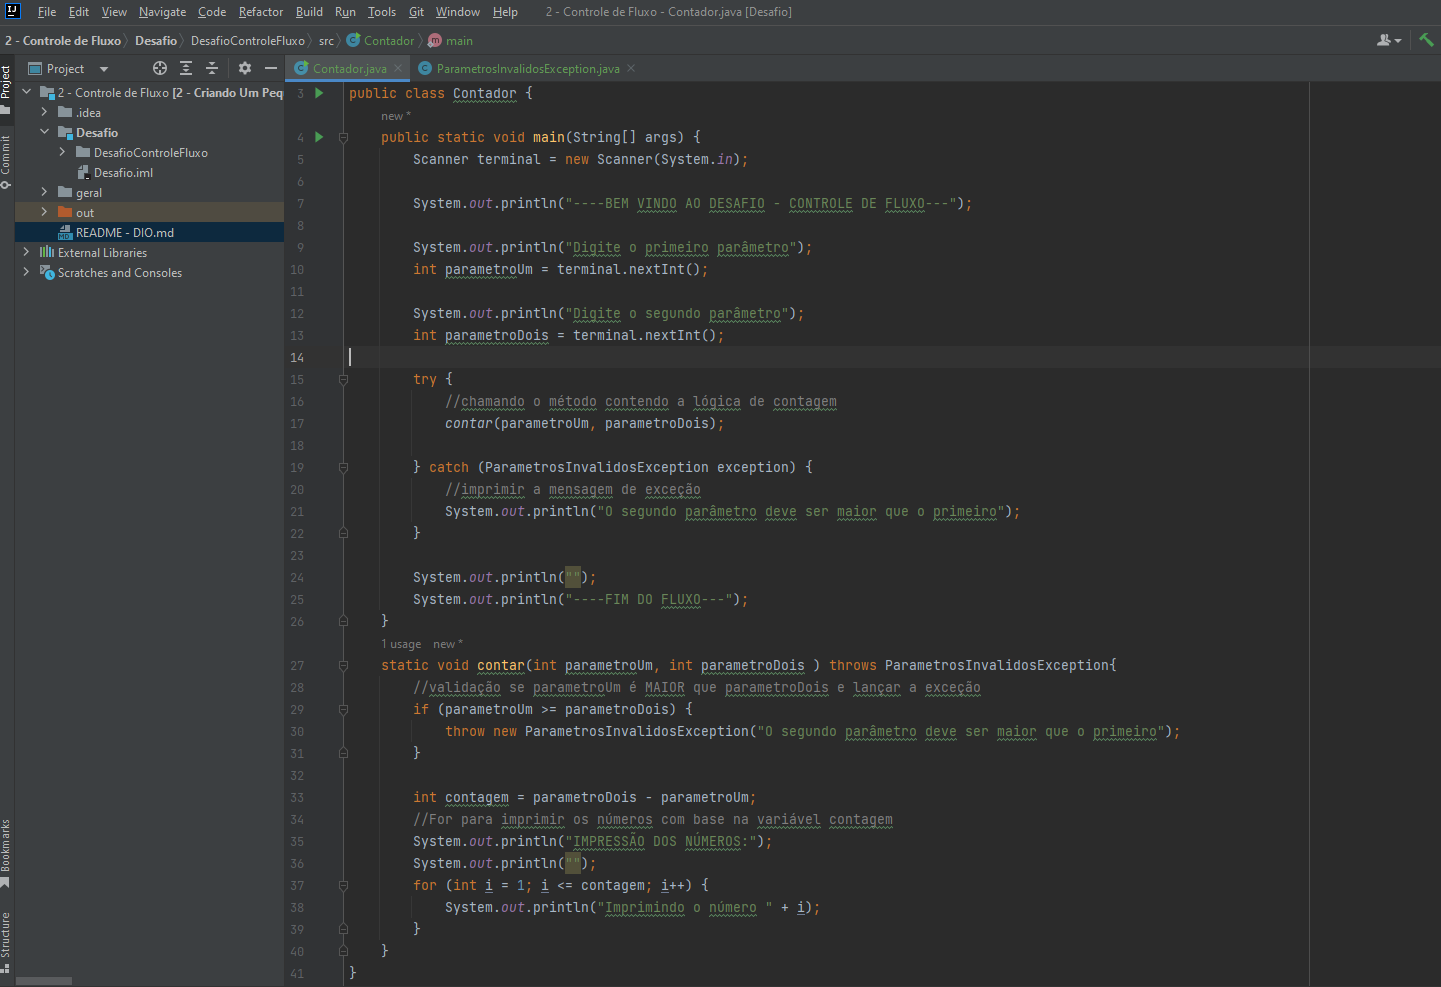 File Edit View Navigate Code Refactor Build Run Tools Git Window Help 2 - Controle de Fluxo - Contador.java [Desafio]
2 - Controle de Fluxo Desafio DesafioControleFluxo src Contador main
Project
Contador.java
ParametrosInvalidosException.java
Project
Commit
Bookmarks
Structure
2 - Controle de Fluxo [2 - Criando Um Peq
.idea
Desafio
DesafioControleFluxo
Desafio.iml
geral
out
README - DIO.md
External Libraries
Scratches and Consoles
3 public class Contador {
new *
4 public static void main(String[] args) {
5 Scanner terminal = new Scanner(System.in);
6
7 System.out.println("----BEM VINDO AO DESAFIO - CONTROLE DE FLUXO---");
8
9 System.out.println("Digite o primeiro parâmetro");
10 int parametroUm = terminal.nextInt();
11
12 System.out.println("Digite o segundo parâmetro");
13 int parametroDois = terminal.nextInt();
14
15 try {
16 //chamando o método contendo a lógica de contagem
17 contar(parametroUm, parametroDois);
18
19 } catch (ParametrosInvalidosException exception) {
20 //imprimir a mensagem de exceção
21 System.out.println("O segundo parâmetro deve ser maior que o primeiro");
22 }
23
24 System.out.println("");
25 System.out.println("----FIM DO FLUXO---");
26 }
1 usage new *
27 static void contar(int parametroUm, int parametroDois ) throws ParametrosInvalidosException{
28 //validação se parametroUm é MAIOR que parametroDois e lançar a exceção
29 if (parametroUm >= parametroDois) {
30 throw new ParametrosInvalidosException("O segundo parâmetro deve ser maior que o primeiro");
31 }
32
33 int contagem = parametroDois - parametroUm;
34 //For para imprimir os números com base na variável contagem
35 System.out.println("IMPRESSÃO DOS NÚMEROS:");
36 System.out.println("");
37 for (int i = 1; i <= contagem; i++) {
38 System.out.println("Imprimindo o número " + i);
39 }
40 }
41 }